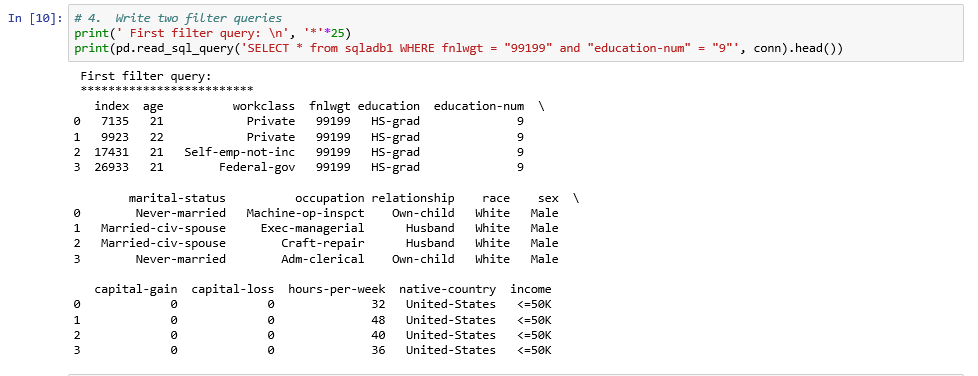 In [10]: # 4.  Write two filter queries
print(' First filter query: \n', '*'*25)
print(pd.read_sql_query('SELECT * from sqladb1 WHERE fnlwgt = "99199" and "education-num" = "9"', conn).head())
 First filter query: 
 *************************
   index  age         workclass  fnlwgt education  education-num  \
0   7135   21           Private   99199   HS-grad              9
1   9923   22           Private   99199   HS-grad              9
2  17431   21  Self-emp-not-inc   99199   HS-grad              9
3  26933   21       Federal-gov   99199   HS-grad              9
        marital-status          occupation relationship    race    sex  \
0        Never-married   Machine-op-inspct    Own-child   White   Male
1   Married-civ-spouse     Exec-managerial      Husband   White   Male
2   Married-civ-spouse        Craft-repair      Husband   White   Male
3        Never-married        Adm-clerical    Own-child   White   Male
   capital-gain  capital-loss  hours-per-week  native-country  income
0             0             0              32   United-States   <=50K
1             0             0              48   United-States   <=50K
2             0             0              40   United-States   <=50K
3             0             0              36   United-States   <=50K